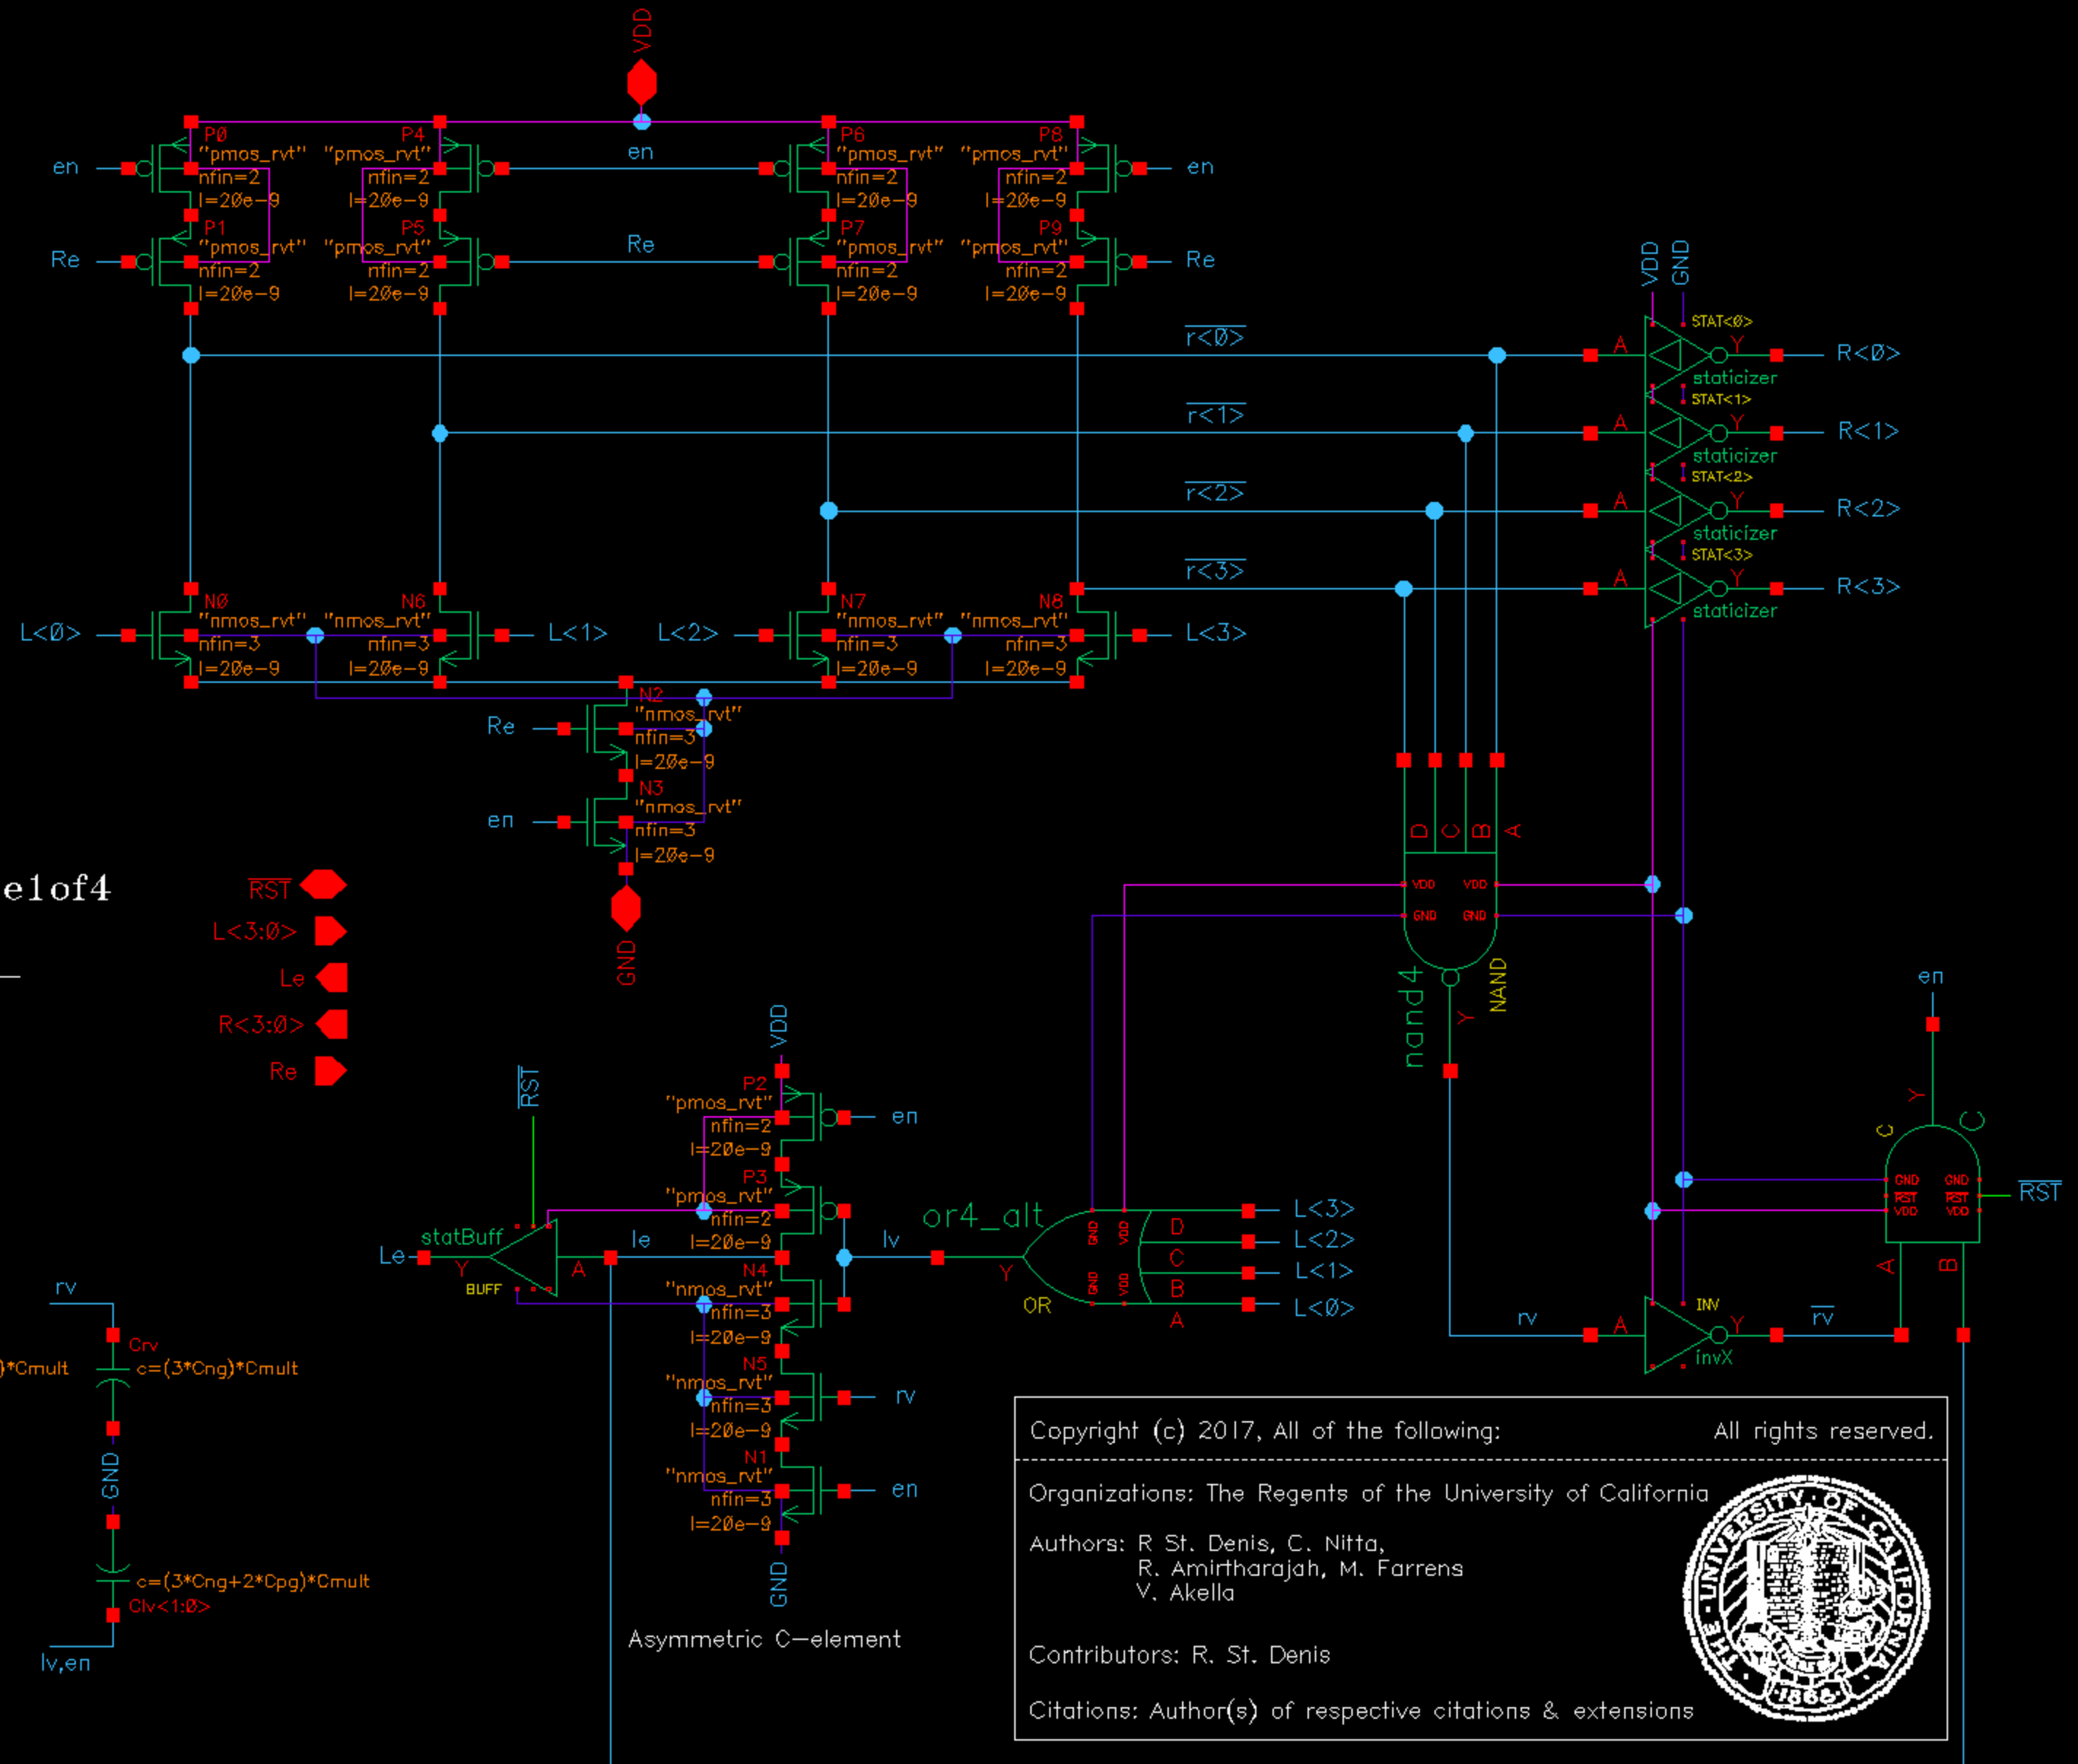 VDD
P0
P4
P6
P8
en
"pmos_rvt"
"pmos_rvt"
en
"pmos_rvt"
"pmos_rvt"
en
nfin=2
nfin=2
nfin=2
nfin=2
l=20e-9
l=20e-9
l=20e-9
l=20e-9
P1
P5
P7
P9
Re
"pmos_rvt"
"pmos_rvt"
Re
"pmos_rvt"
"pmos_rvt"
Re
nfin=2
nfin=2
nfin=2
nfin=2
l=20e-9
l=20e-9
l=20e-9
l=20e-9
VDD
GND
r<0>
A
STAT<0>
Y
R<0>
staticizer
r<1>
A
STAT<1>
Y
R<1>
staticizer
r<2>
A
STAT<2>
Y
R<2>
staticizer
r<3>
A
STAT<3>
Y
R<3>
staticizer
N0
N6
N7
N8
L<0>
"nmos_rvt"
"nmos_rvt"
L<1>
L<2>
"nmos_rvt"
"nmos_rvt"
L<3>
nfin=3
nfin=3
nfin=3
nfin=3
l=20e-9
l=20e-9
l=20e-9
l=20e-9
N2
Re
"nmos_rvt"
nfin=3
l=20e-9
N3
en
"nmos_rvt"
nfin=3
l=20e-9
GND
D
C
B
A
VDD
VDD
GND
GND
nand4
NAND
Y
e1of4
RST
L<3:0>
Le
R<3:0>
Re
VDD
RST
P2
"pmos_rvt"
en
nfin=2
l=20e-9
P3
"pmos_rvt"
nfin=2
l=20e-9
statBuff
Le
Y
A
le
BUFF
lv
N4
"nmos_rvt"
nfin=3
l=20e-9
N5
"nmos_rvt"
rv
nfin=3
l=20e-9
N1
"nmos_rvt"
en
nfin=3
l=20e-9
GND
Asymmetric C-element
or4_alt
Y
OR
GND
VDD
GND
VDD
D
C
B
A
L<3>
L<2>
L<1>
L<0>
en
Y
C
C
GND
GND
RST
RST
VDD
VDD
RST
A
B
rv
A
INV
Y
rv
invX
rv
Crv
)*Cmult
c=(3*Cng)*Cmult
GND
c=(3*Cng+2*Cpg)*Cmult
Clv<1:0>
lv,en
Copyright (c) 2017, All of the following:
All rights reserved.
Organizations: The Regents of the University of California
Authors: R St. Denis, C. Nitta,
R. Amirtharajah, M. Farrens
V. Akella
Contributors: R. St. Denis
Citations: Author(s) of respective citations & extensions
THE·UNIVERSITY·OF·CALIFORNIA
·1868·